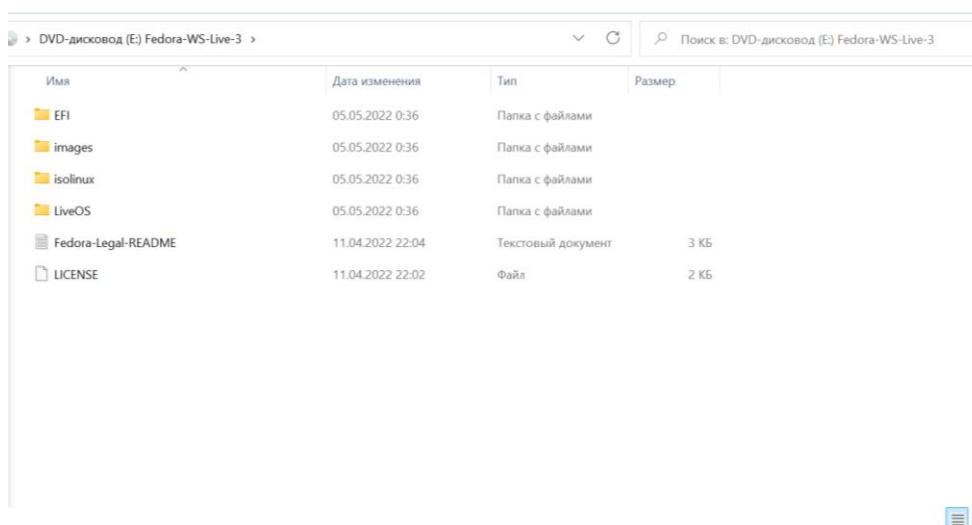 DVD-дисковод (E:) Fedora-WS-Live-3
Поиск в: DVD-дисковод (E:) Fedora-WS-Live-3
Имя Дата изменения Тип Размер
EFI 05.05.2022 0:36 Папка с файлами
images 05.05.2022 0:36 Папка с файлами
isolinux 05.05.2022 0:36 Папка с файлами
LiveOS 05.05.2022 0:36 Папка с файлами
Fedora-Legal-README 11.04.2022 22:04 Текстовый документ 3 КБ
LICENSE 11.04.2022 22:02 Файл 2 КБ